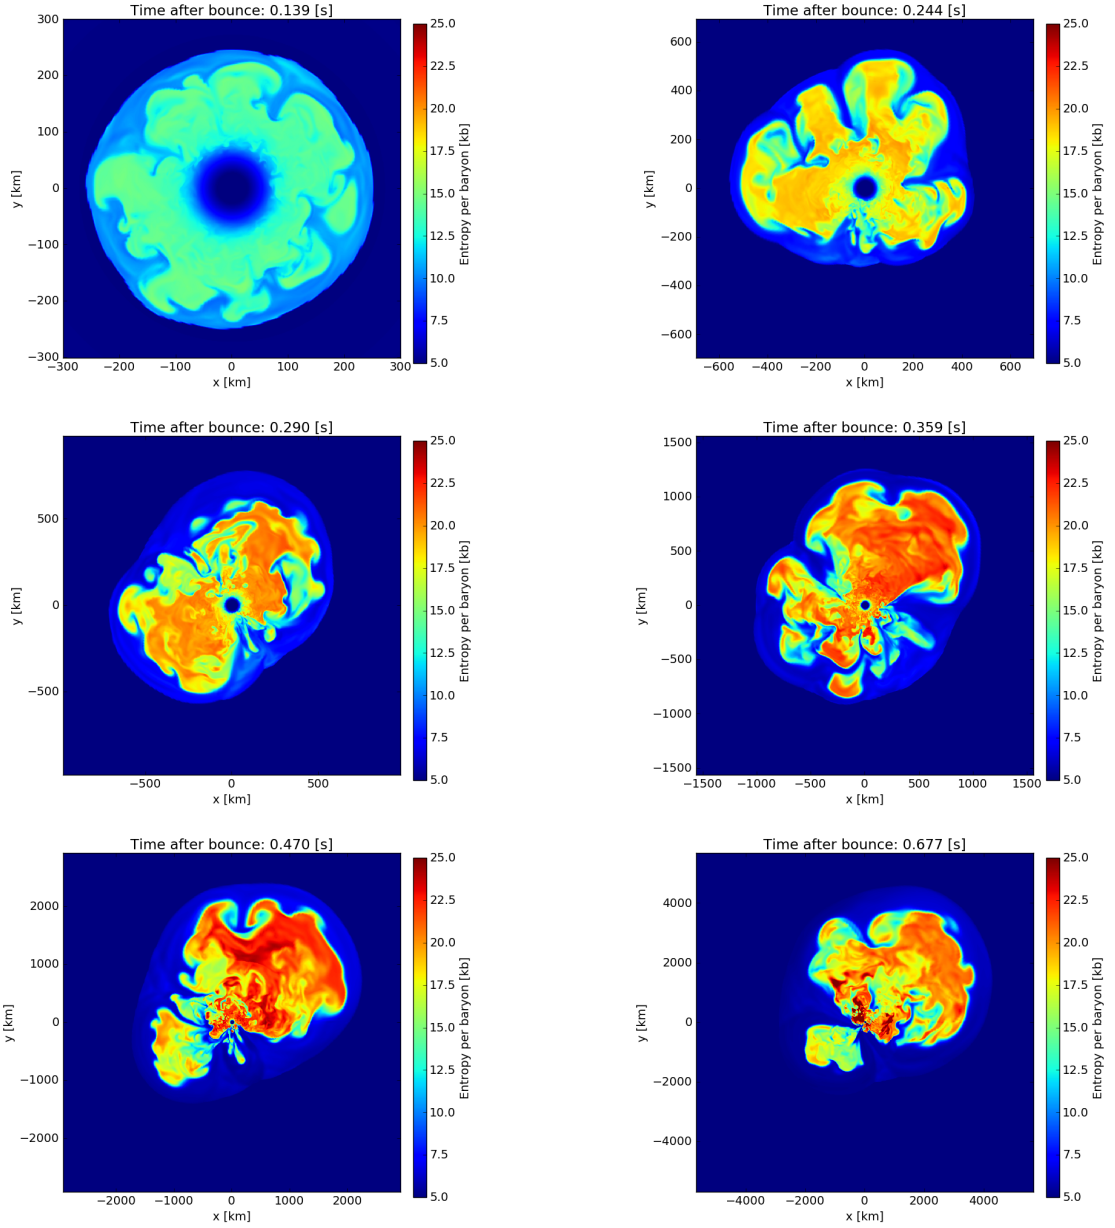 Time after bounce: 0.139 [s]
300
200
100
0
−100
−200
−300
y [km]
−300 −200 −100 0 100 200 300
x [km]
25.0
22.5
20.0
17.5
15.0
12.5
10.0
7.5
5.0
Entropy per baryon [kb]
Time after bounce: 0.244 [s]
600
400
200
0
−200
−400
−600
y [km]
−600 −400 −200 0 200 400 600
x [km]
25.0
22.5
20.0
17.5
15.0
12.5
10.0
7.5
5.0
Entropy per baryon [kb]
Time after bounce: 0.290 [s]
500
0
−500
y [km]
−500 0 500
x [km]
25.0
22.5
20.0
17.5
15.0
12.5
10.0
7.5
5.0
Entropy per baryon [kb]
Time after bounce: 0.359 [s]
1500
1000
500
0
−500
−1000
−1500
y [km]
−1500 −1000 −500 0 500 1000 1500
x [km]
25.0
22.5
20.0
17.5
15.0
12.5
10.0
7.5
5.0
Entropy per baryon [kb]
Time after bounce: 0.470 [s]
2000
1000
0
−1000
−2000
y [km]
−2000 −1000 0 1000 2000
x [km]
25.0
22.5
20.0
17.5
15.0
12.5
10.0
7.5
5.0
Entropy per baryon [kb]
Time after bounce: 0.677 [s]
4000
2000
0
−2000
−4000
y [km]
−4000 −2000 0 2000 4000
x [km]
25.0
22.5
20.0
17.5
15.0
12.5
10.0
7.5
5.0
Entropy per baryon [kb]